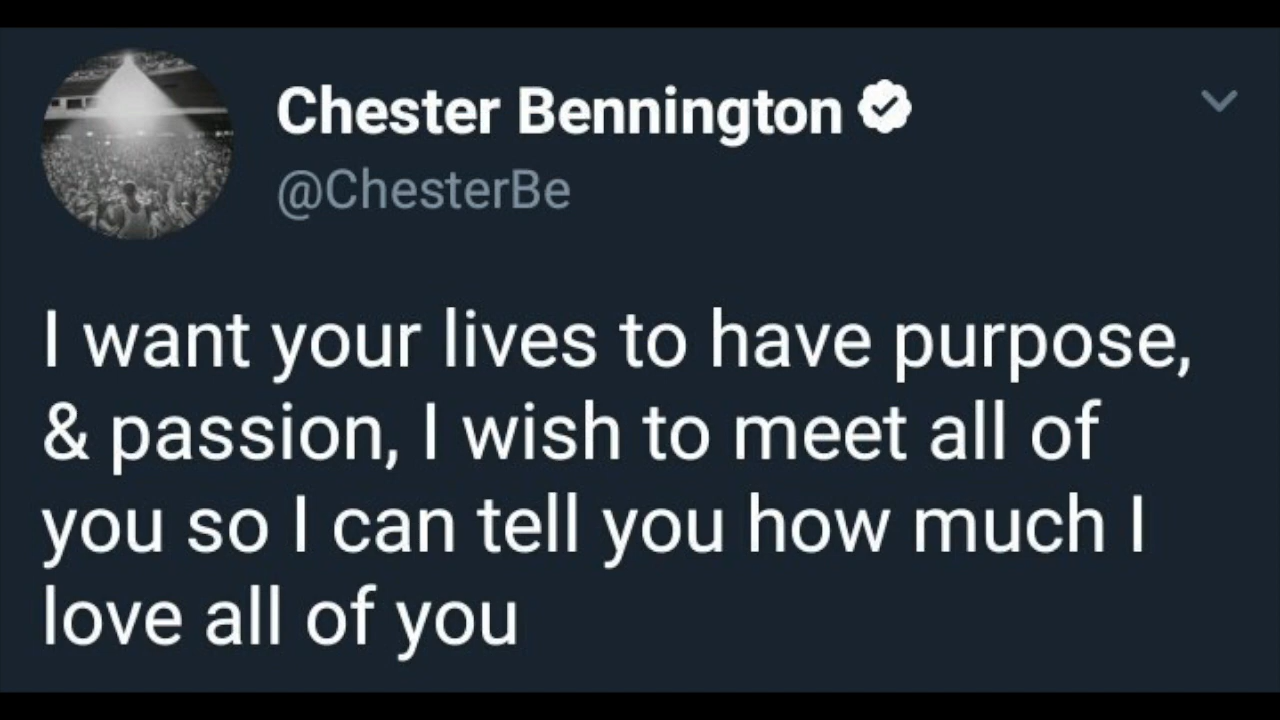 Chester Bennington
@ChesterBe
I want your lives to have purpose,
& passion, I wish to meet all of
you so I can tell you how much I
love all of you